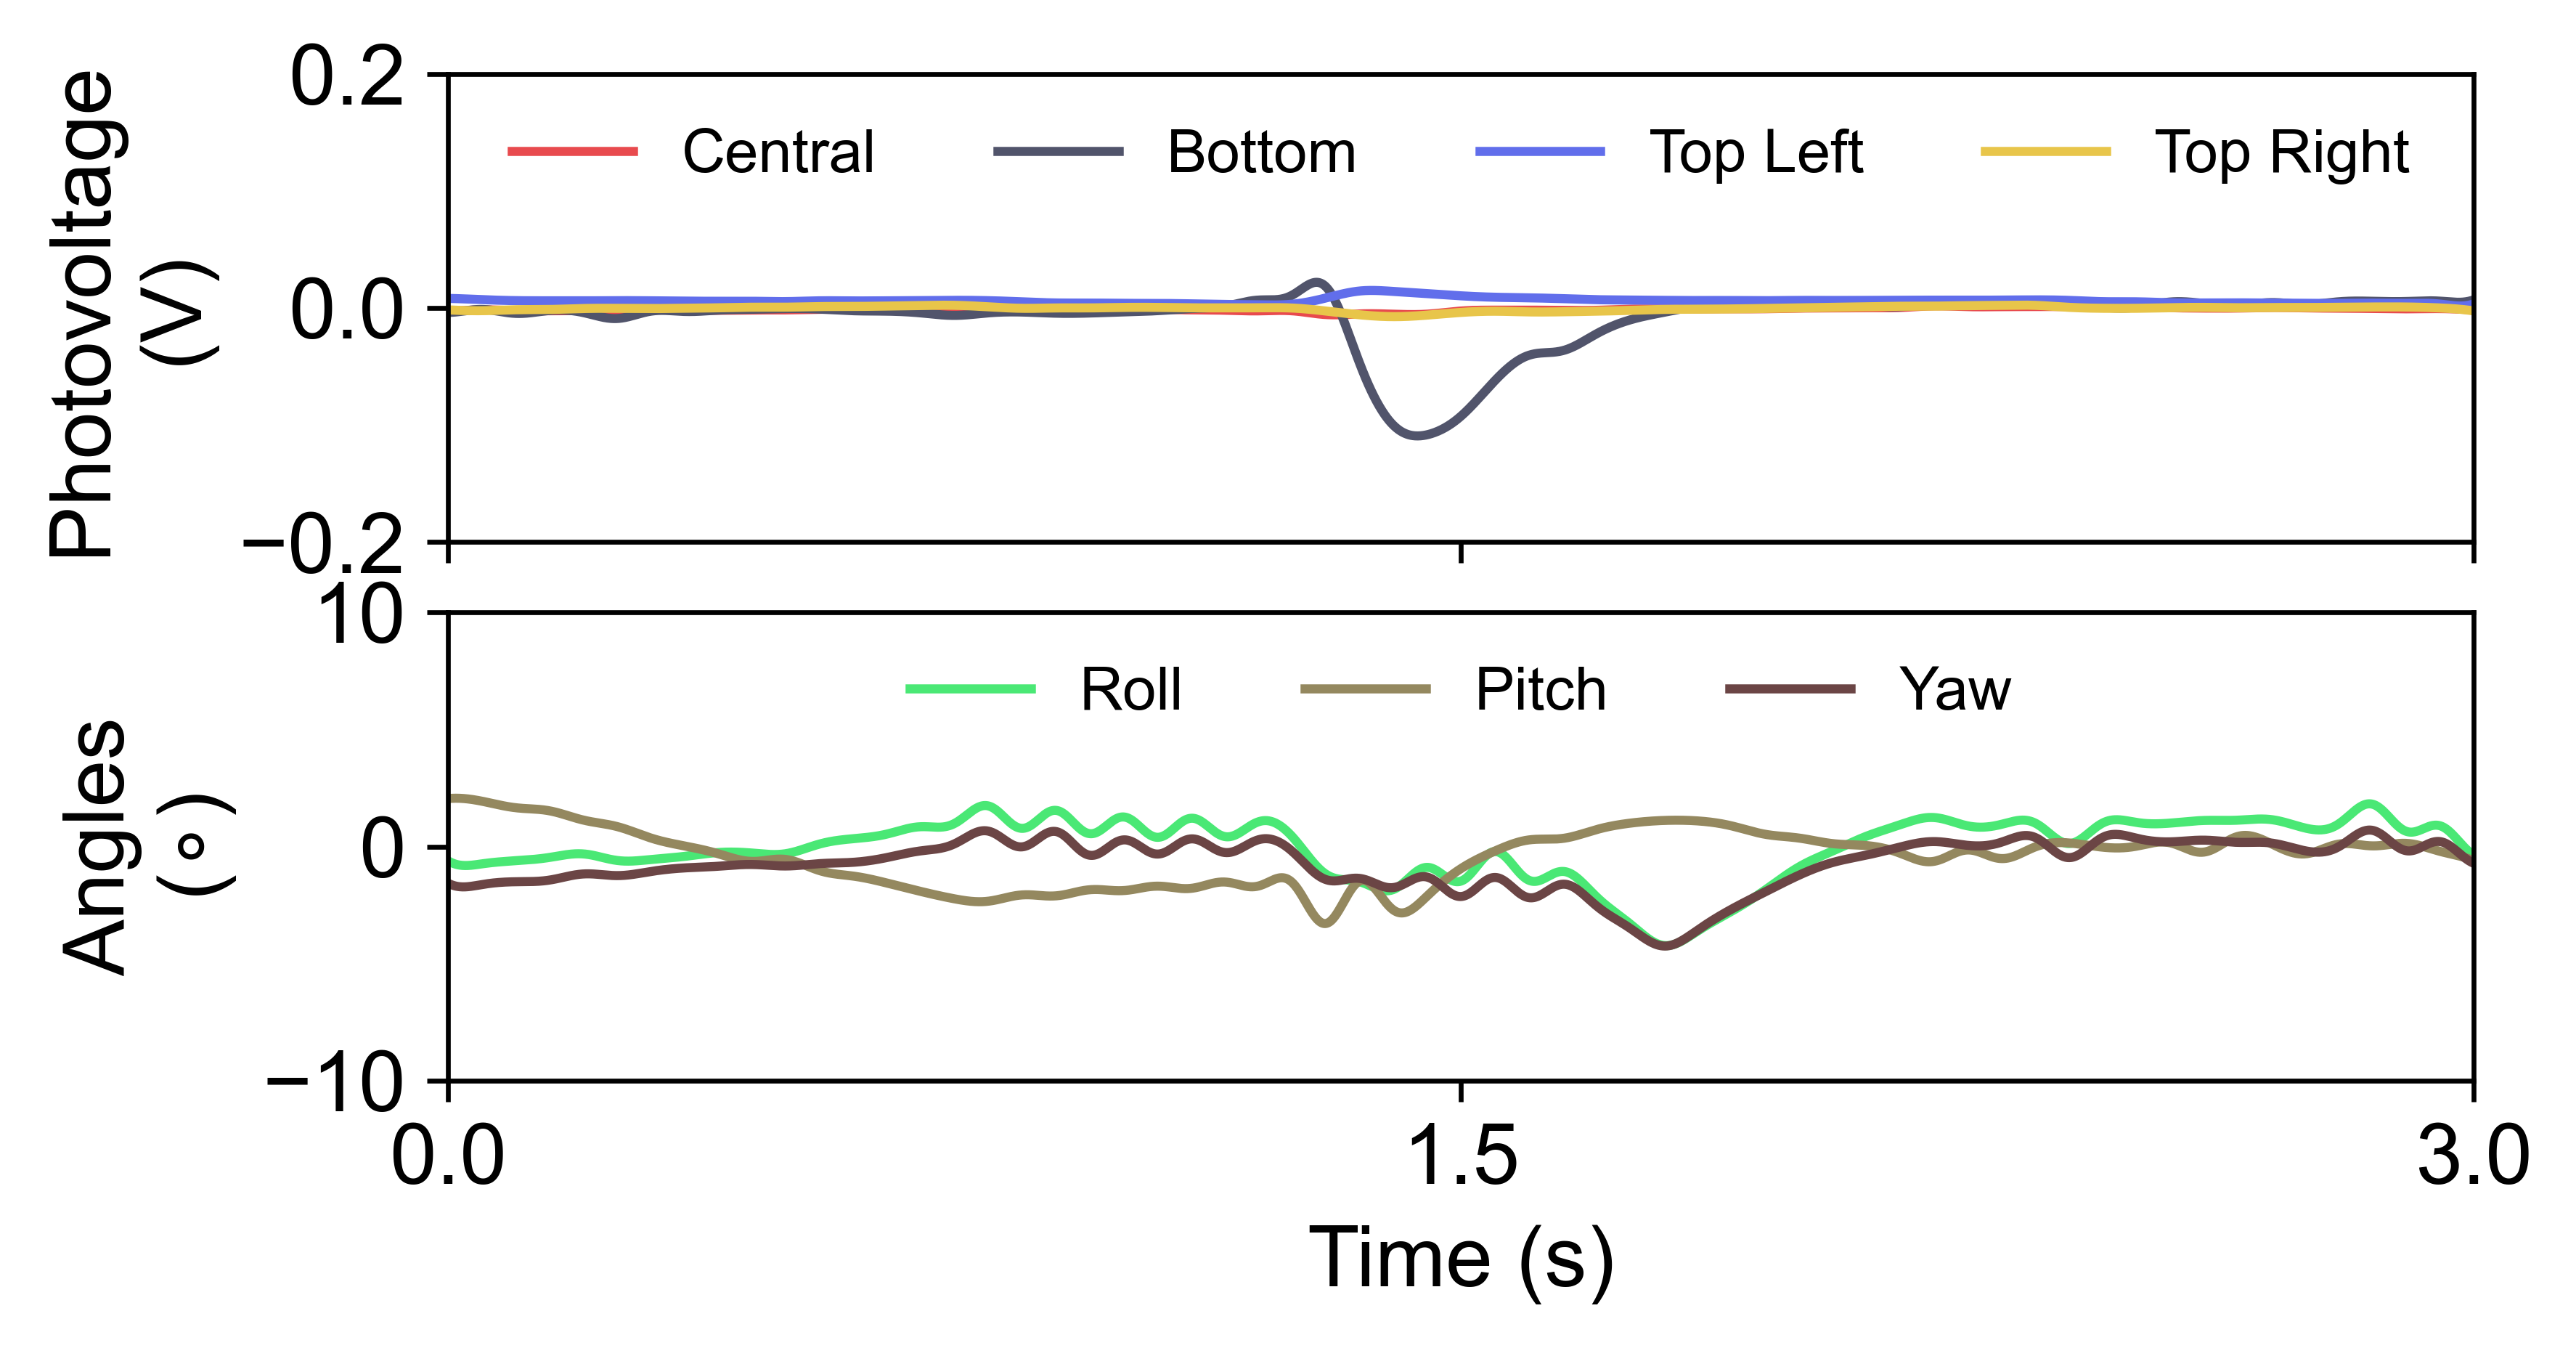 Photovoltage
(V)
0.2
0.0
−0.2
Central Bottom Top Left Top Right
Angles
(∘)
10
0
−10
Roll Pitch Yaw
0.0 1.5 3.0
Time (s)